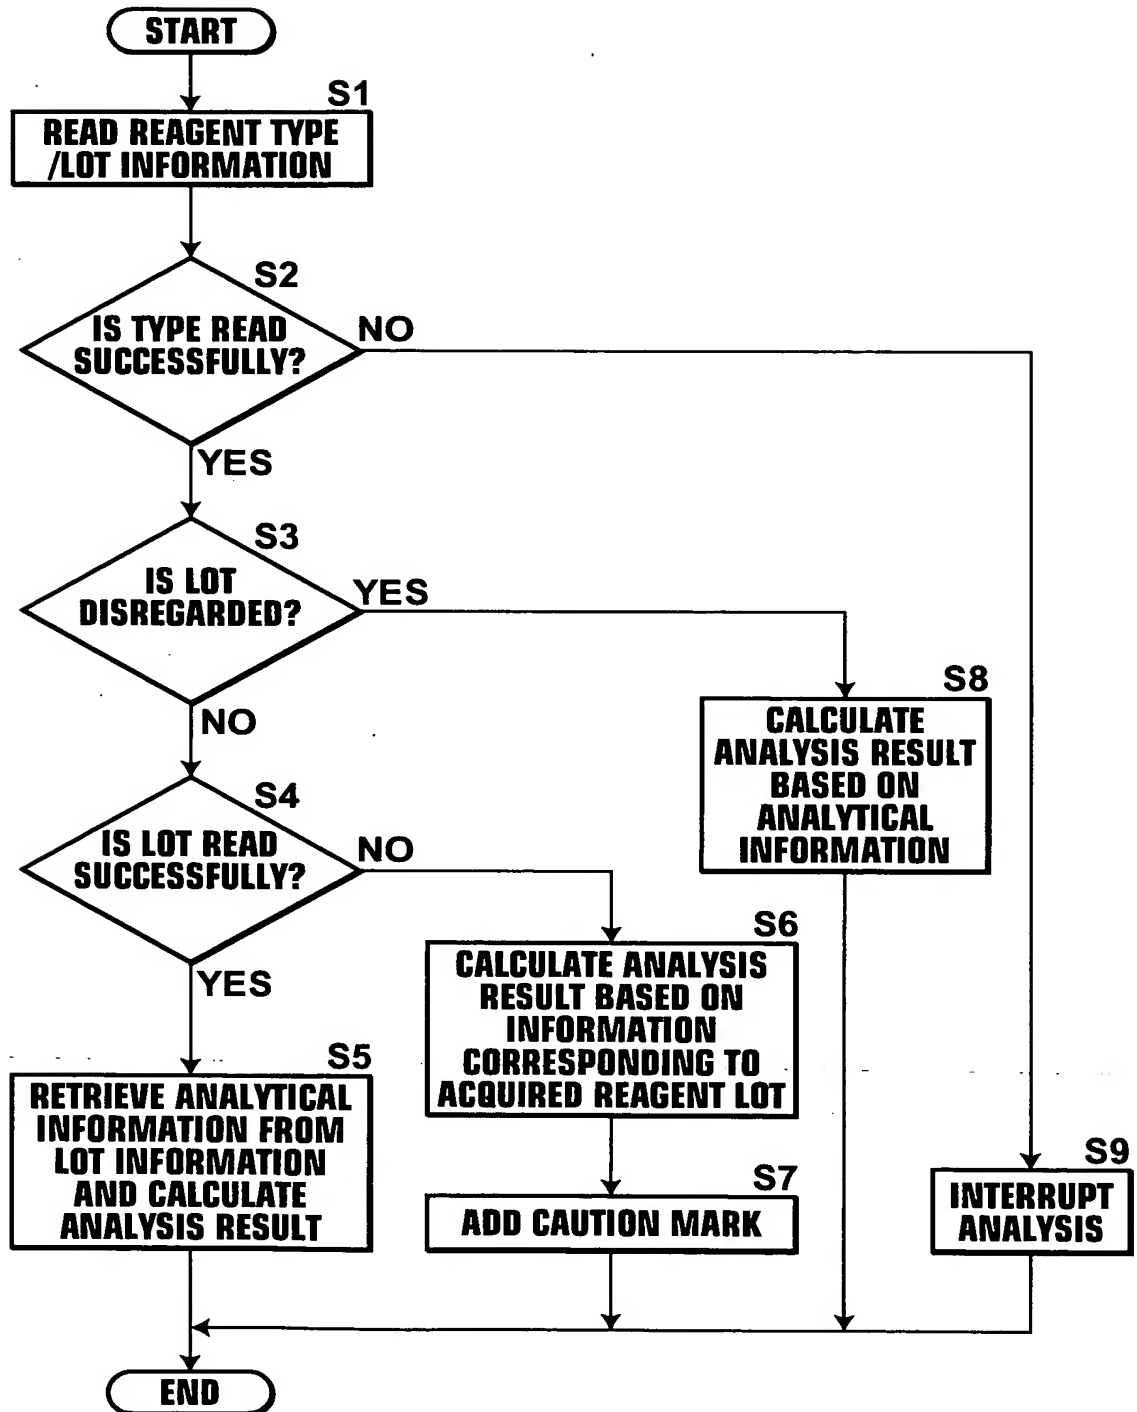 START
S1
READ REAGENT TYPE
/LOT INFORMATION
S2
IS TYPE READ
SUCCESSFULLY?
NO
YES
S3
IS LOT
DISREGARDED?
YES
NO
S8
CALCULATE
ANALYSIS RESULT
BASED ON
ANALYTICAL
INFORMATION
S4
IS LOT READ
SUCCESSFULLY?
NO
YES
S6
CALCULATE ANALYSIS
RESULT BASED ON
INFORMATION
CORRESPONDING TO
ACQUIRED REAGENT LOT
S5
RETRIEVE ANALYTICAL
INFORMATION FROM
LOT INFORMATION
AND CALCULATE
ANALYSIS RESULT
S7
ADD CAUTION MARK
S9
INTERRUPT
ANALYSIS
END